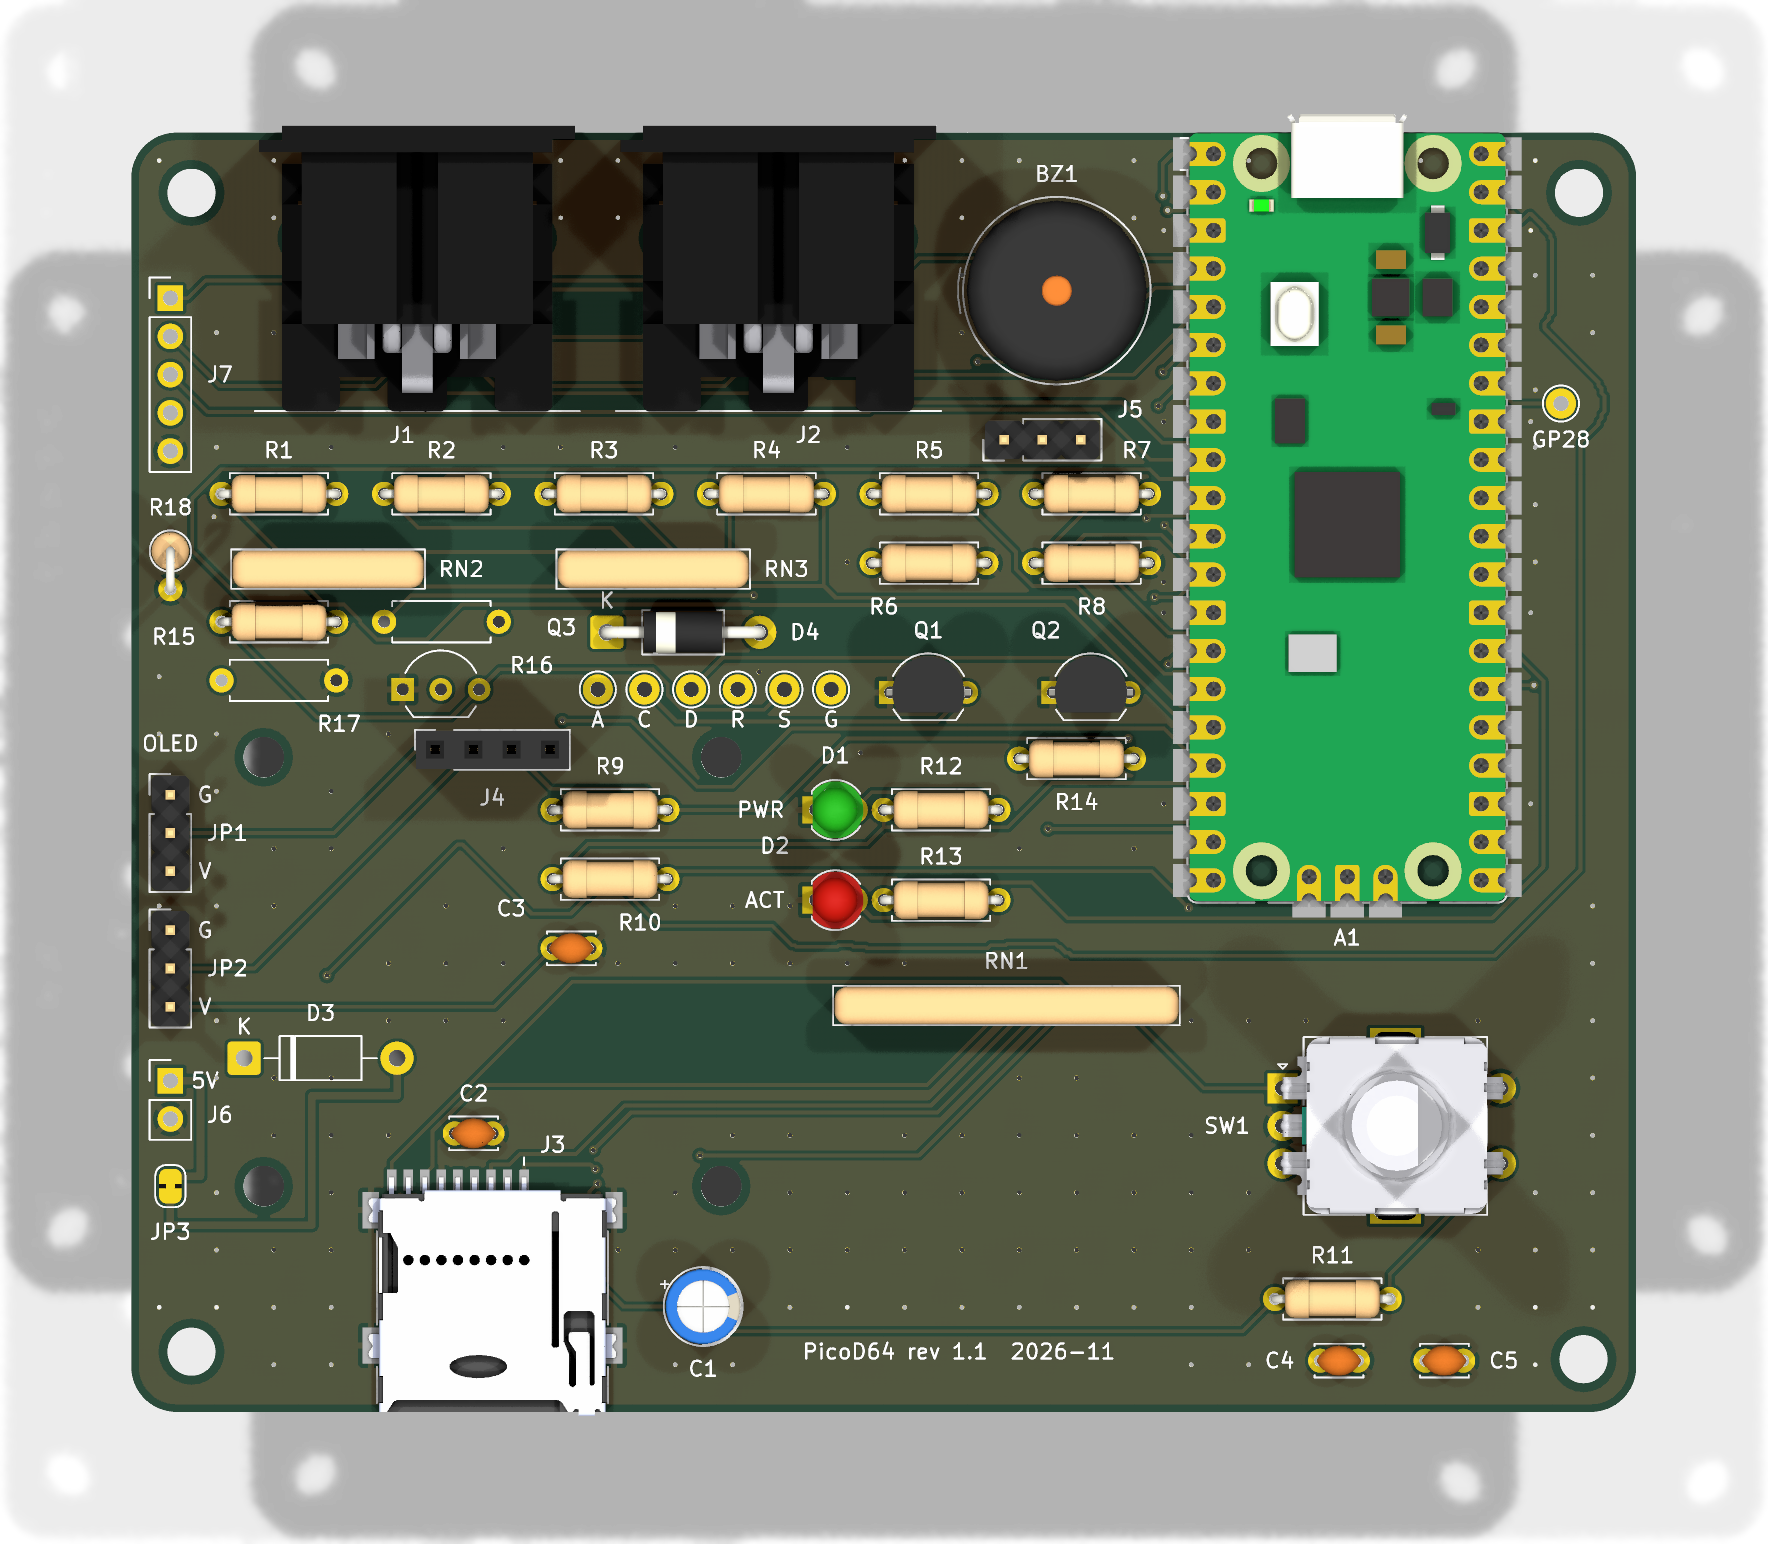 BZ1
J7
J5
J1
J2
R1
R2
R3
R4
R5
R7
GP28
R18
RN2
RN3
R6
R8
K
R15
Q3
D4
Q1
Q2
R16
R17
A
C
D
R
S
G
OLED
D1
R9
R12
J4
R14
G
PWR
JP1
D2
R13
V
ACT
C3
R10
G
A1
JP2
RN1
V
D3
K
5V
C2
J6
SW1
J3
JP3
R11
+
PicoD64 rev 1.1 2026-11
C1
C4
C5